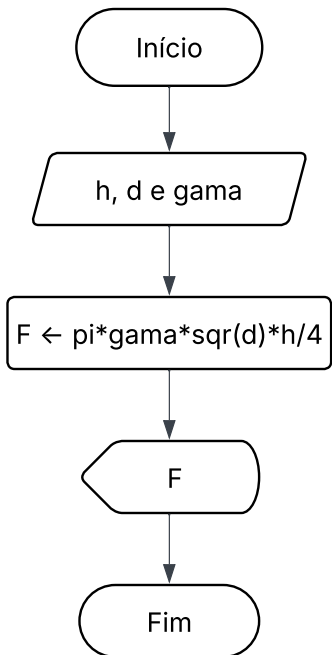 Início
h, d e gama
F ← pi*gama*sqr(d)*h/4
F
Fim